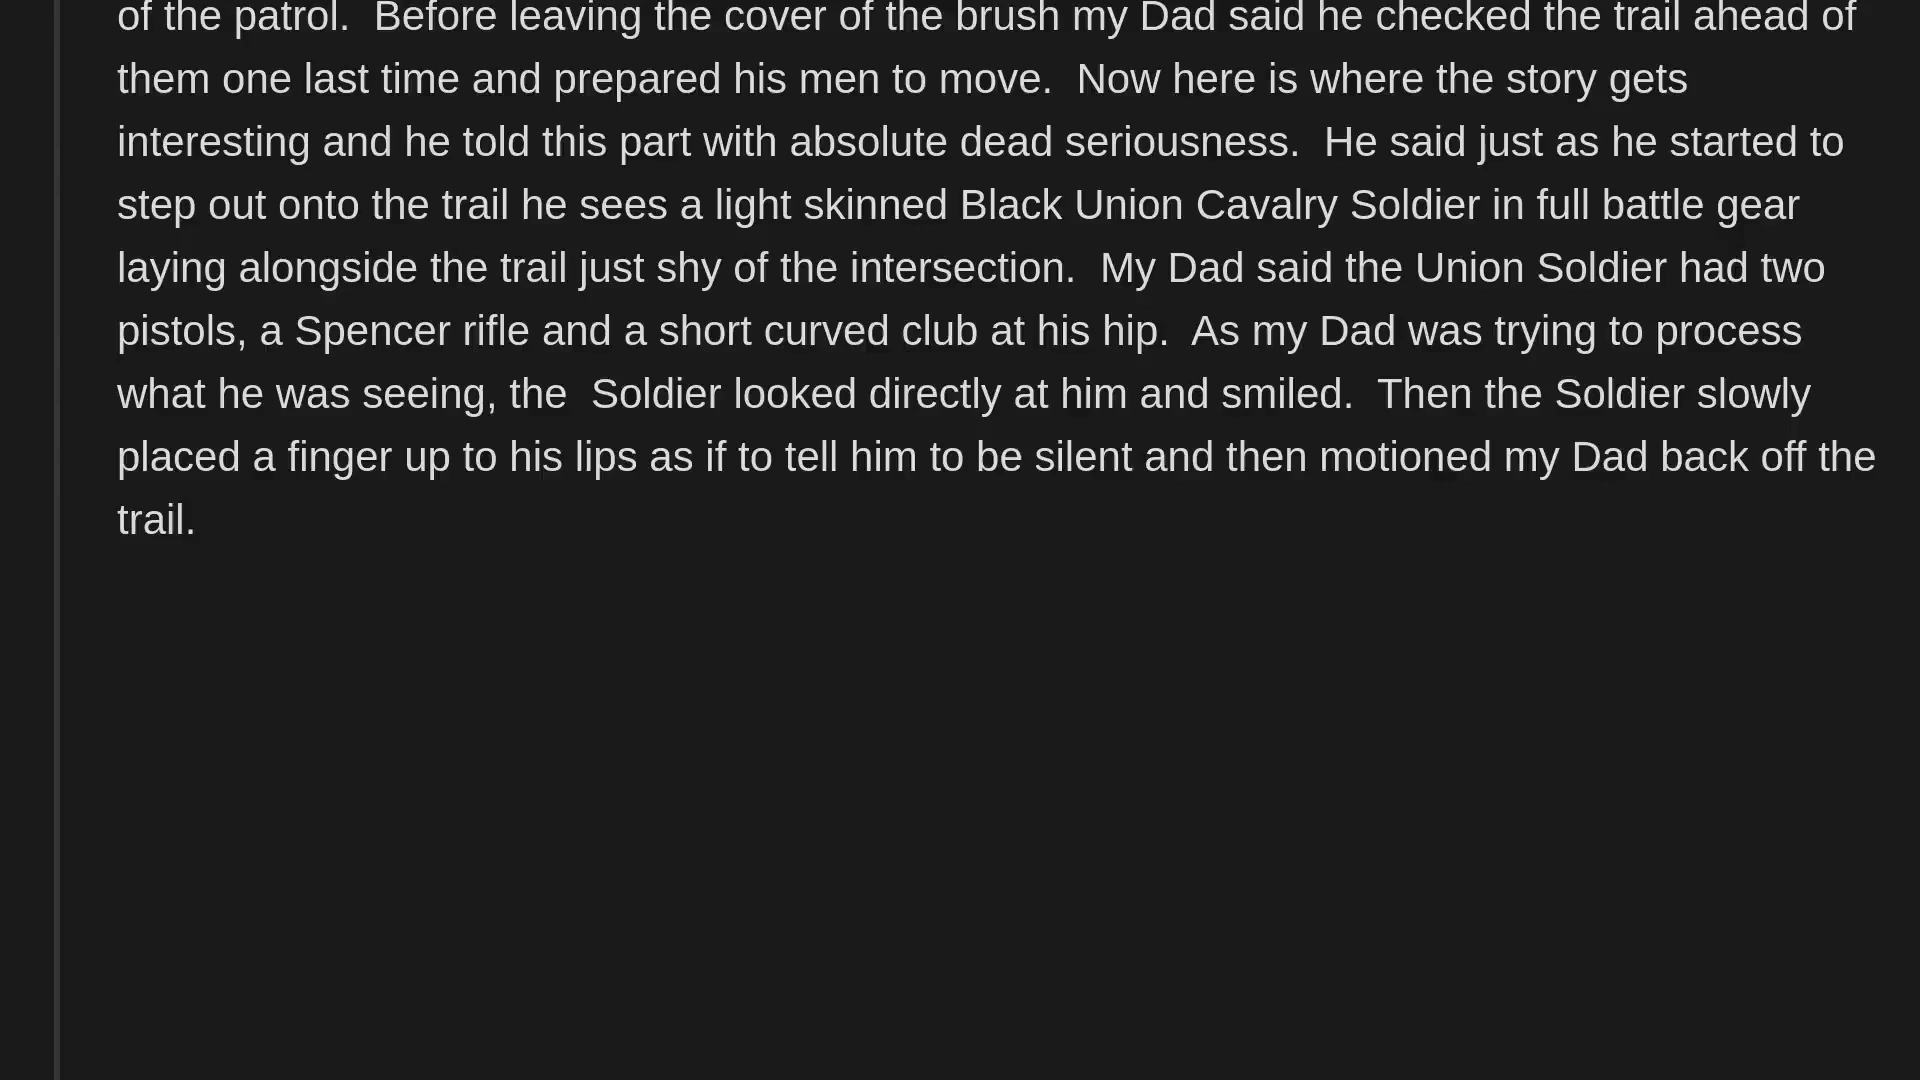 of the patrol.  Before leaving the cover of the brush my Dad said he checked the trail ahead of
them one last time and prepared his men to move.  Now here is where the story gets
interesting and he told this part with absolute dead seriousness.  He said just as he started to
step out onto the trail he sees a light skinned Black Union Cavalry Soldier in full battle gear
laying alongside the trail just shy of the intersection.  My Dad said the Union Soldier had two
pistols, a Spencer rifle and a short curved club at his hip.  As my Dad was trying to process
what he was seeing, the  Soldier looked directly at him and smiled.  Then the Soldier slowly
placed a finger up to his lips as if to tell him to be silent and then motioned my Dad back off the
trail.